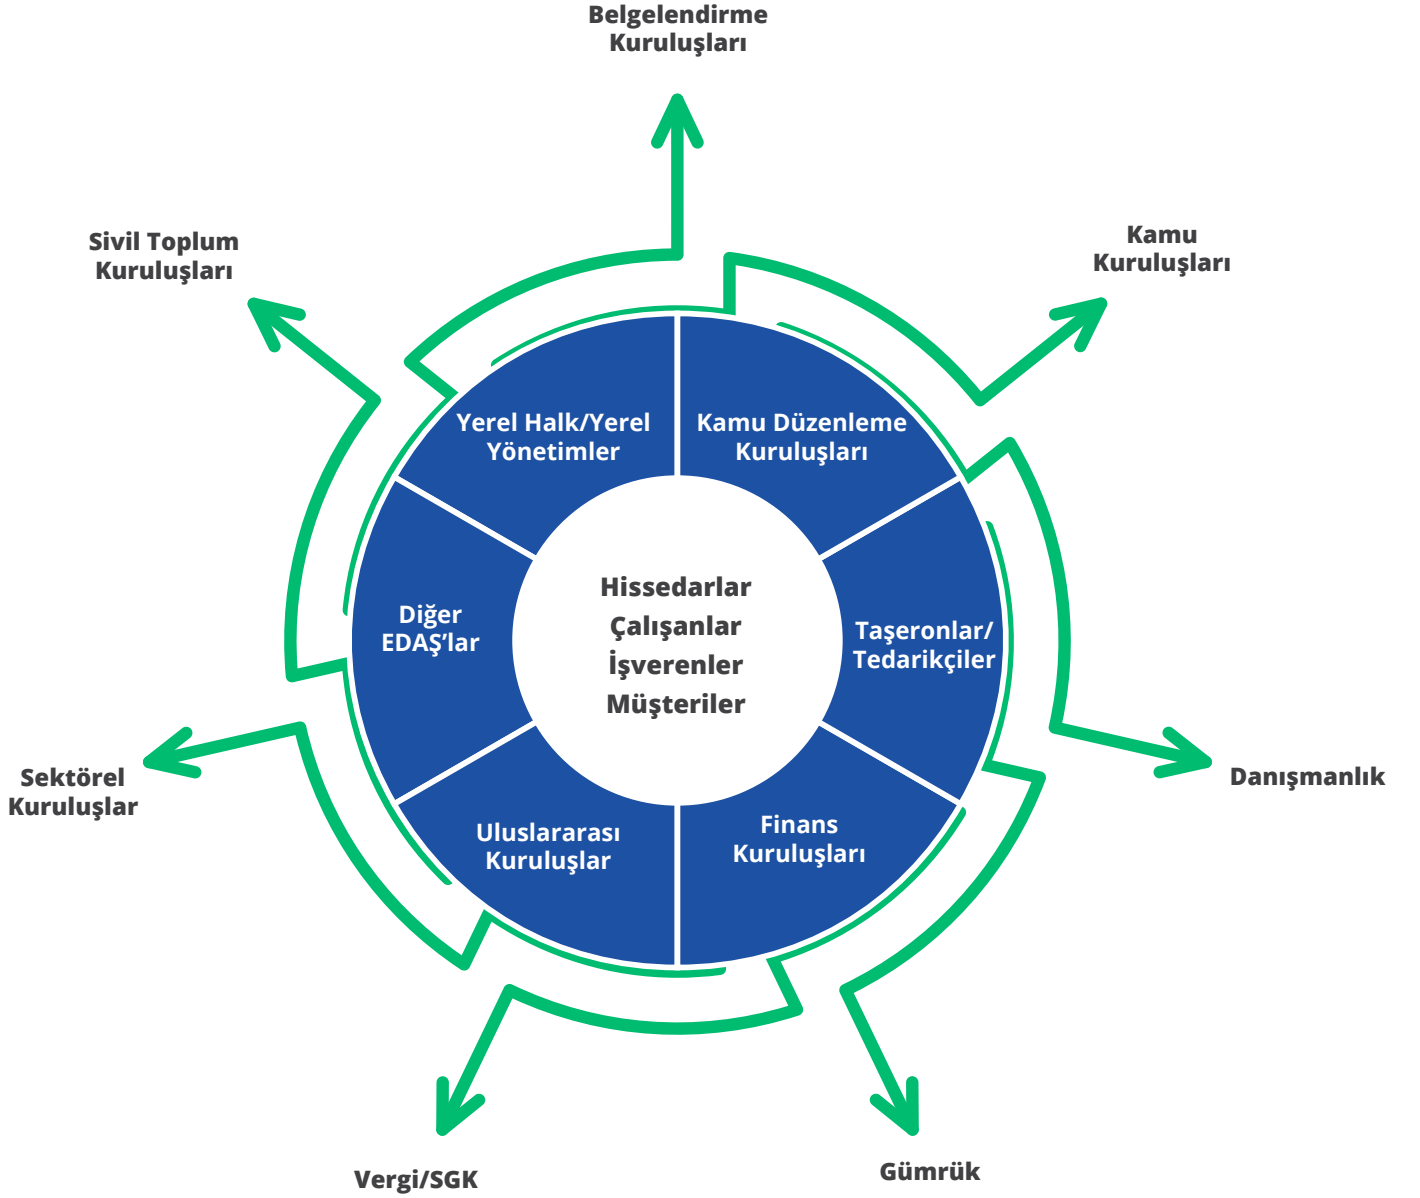 Belgelendirme
Kuruluşları
Sivil Toplum
Kuruluşları
Kamu
Kuruluşları
Yerel Halk/Yerel
Yönetimler
Kamu Düzenleme
Kuruluşları
Hissedarlar
Çalışanlar
İşverenler
Müşteriler
Diğer
EDAŞ’lar
Taşeronlar/
Tedarikçiler
Sektörel
Kuruluşlar
Danışmanlık
Uluslararası
Kuruluşlar
Finans
Kuruluşları
Vergi/SGK
Gümrük